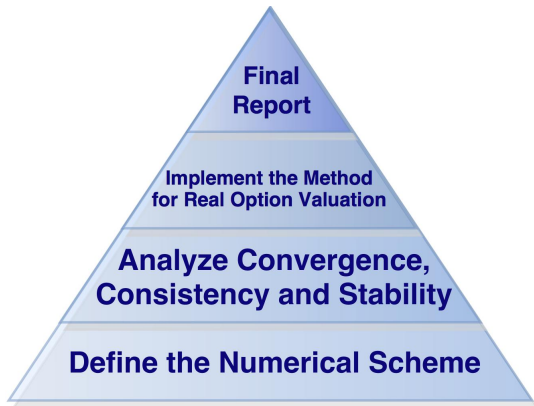 Final
Report
Implement the Method
for Real Option Valuation
Analyze Convergence,
Consistency and Stability
Define the Numerical Scheme